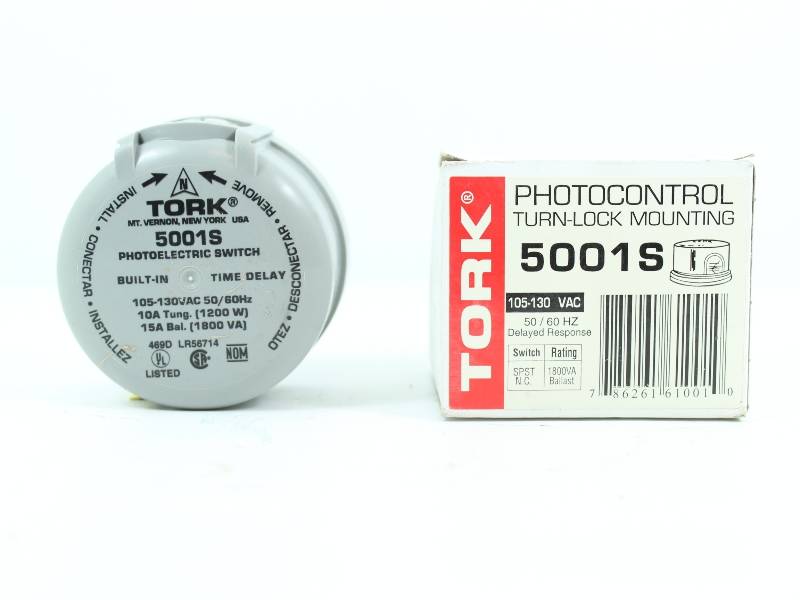 N
TORK®
MT. VERNON, NEW YORK USA
5001S
PHOTOELECTRIC SWITCH
BUILT-IN TIME DELAY
105-130VAC 50/60Hz
10A Tung. (1200 W)
15A Bal. (1800 VA)
469D LR56714
UL SA NOM
LISTED
INSTALL · CONECTAR · INSTALLEZ
REMOVE · DESCONECTAR · OTEZ
TORK®
PHOTOCONTROL
TURN-LOCK MOUNTING
5001S
105-130 VAC
50 / 60 HZ
Delayed Response
Switch Rating
SPST 1800VA
N.C. Ballast
7 86261 61001 0